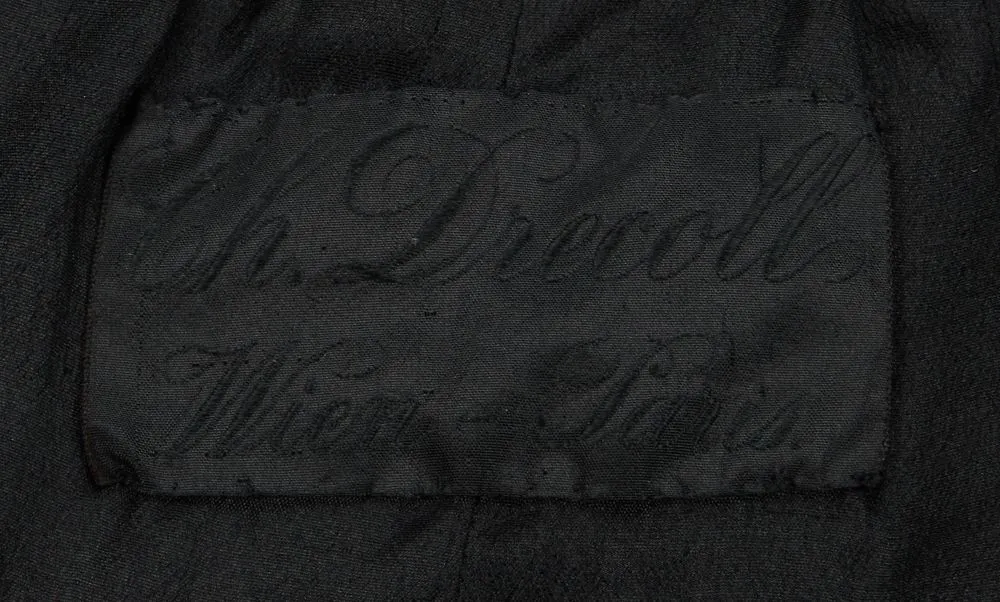 Ch. Drecoll
Wien – Paris.